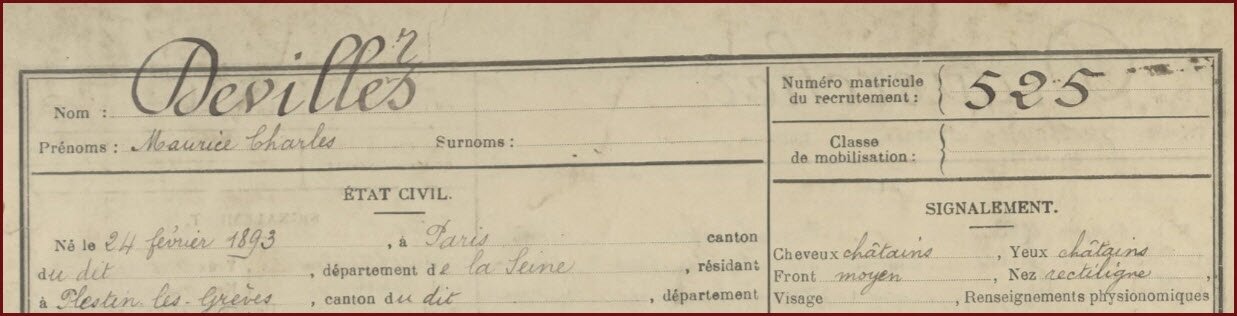 Nom : Devillers
Prénoms : Maurice Charles Surnoms :
Numéro matricule du recrutement : 525
Classe de mobilisation :
ÉTAT CIVIL.
Né le 24 février 1893, à Paris canton
du dit, département de la Seine, résidant
à Plestin-les-Grèves, canton du dit, département
SIGNALEMENT.
Cheveux châtains, Yeux châtains
Front moyen, Nez rectiligne
Visage , Renseignements physionomiques